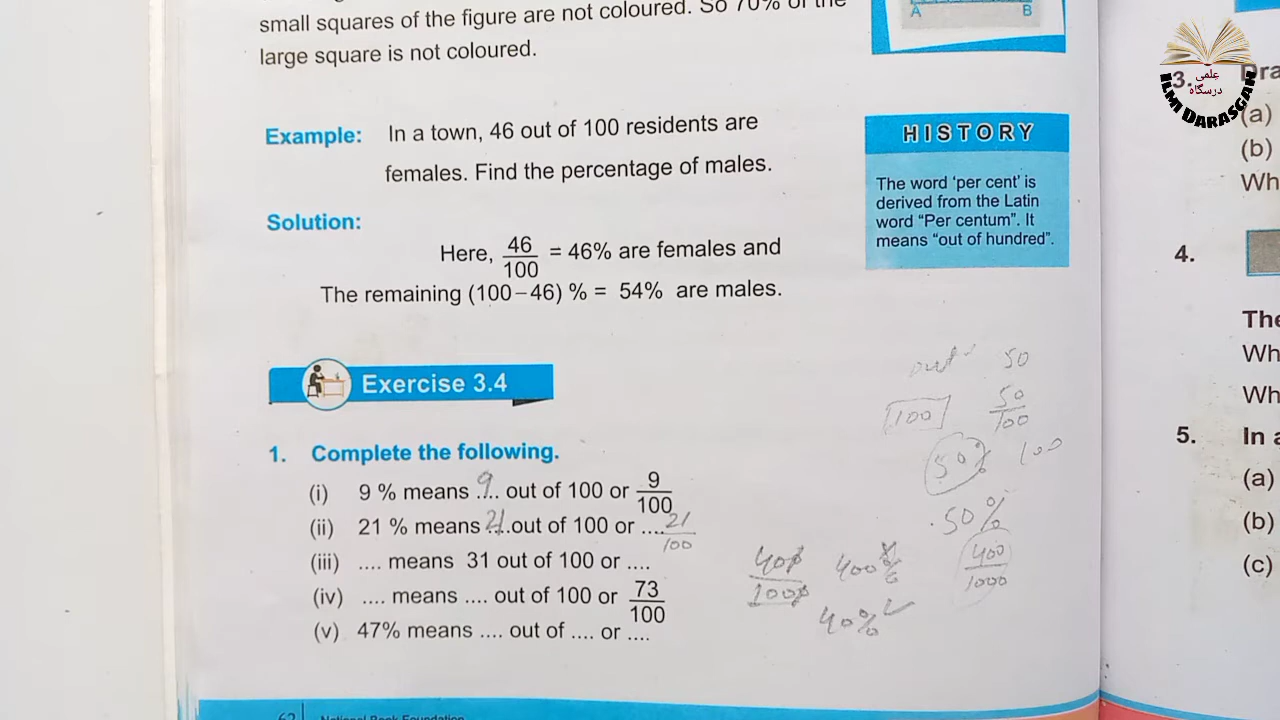 small squares of the figure are not coloured. So 70% of the
large square is not coloured.
A B
Example: In a town, 46 out of 100 residents are
females. Find the percentage of males.
Solution:
Here, 46/100 = 46% are females and
The remaining (100 – 46) % = 54% are males.
HISTORY
The word 'per cent' is
derived from the Latin
word “Per centum”. It
means “out of hundred”.
Exercise 3.4
1. Complete the following.
(i) 9 % means 9 .... out of 100 or 9/100
(ii) 21 % means 21 ....out of 100 or .... 21/100
(iii) .... means 31 out of 100 or ....
(iv) .... means .... out of 100 or 73/100
(v) 47% means .... out of .... or ....
out 50
100 50/100
50% 100
50%
400/1000 400% 400/1000
40%
62 National Book Foundation
3. Dra
(a)
(b)
Wh
4.
The
Wh
Wh
5. In a
(a)
(b)
(c)
علمی
درسگاہ
ILMI DARASGAH